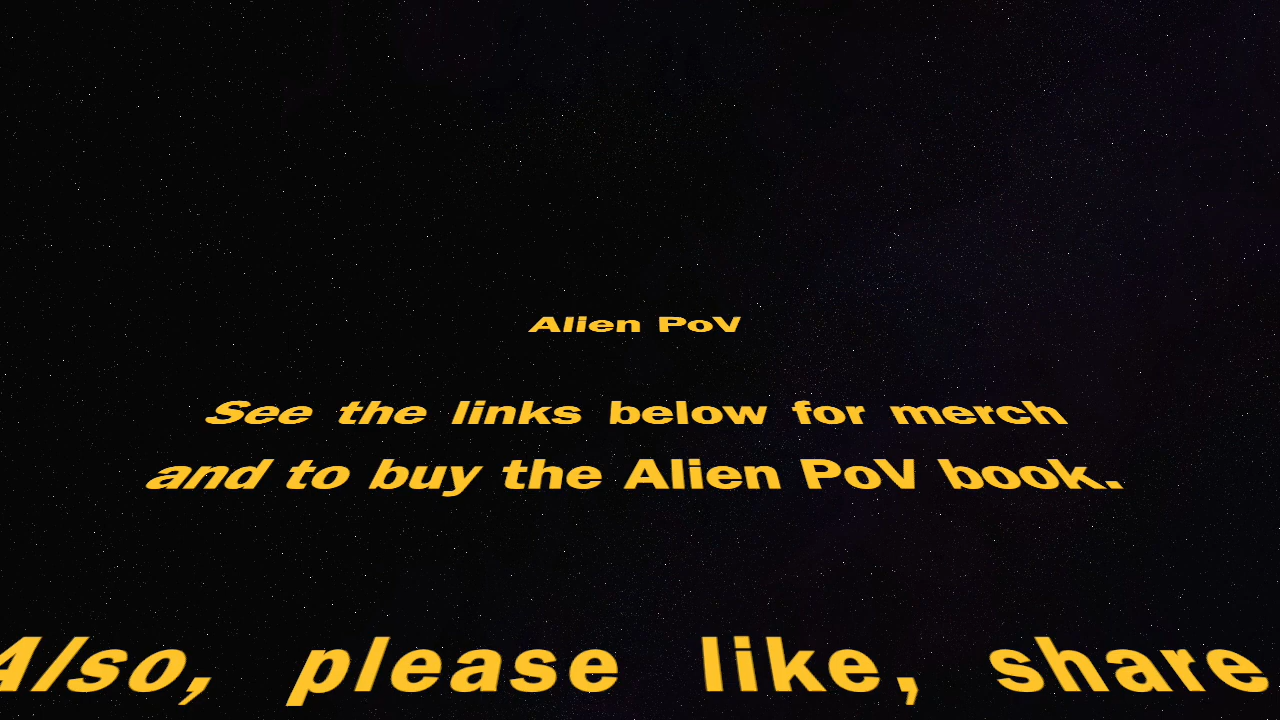 Alien PoV
See the links below for merch
and to buy the Alien PoV book.
Also, please like, share